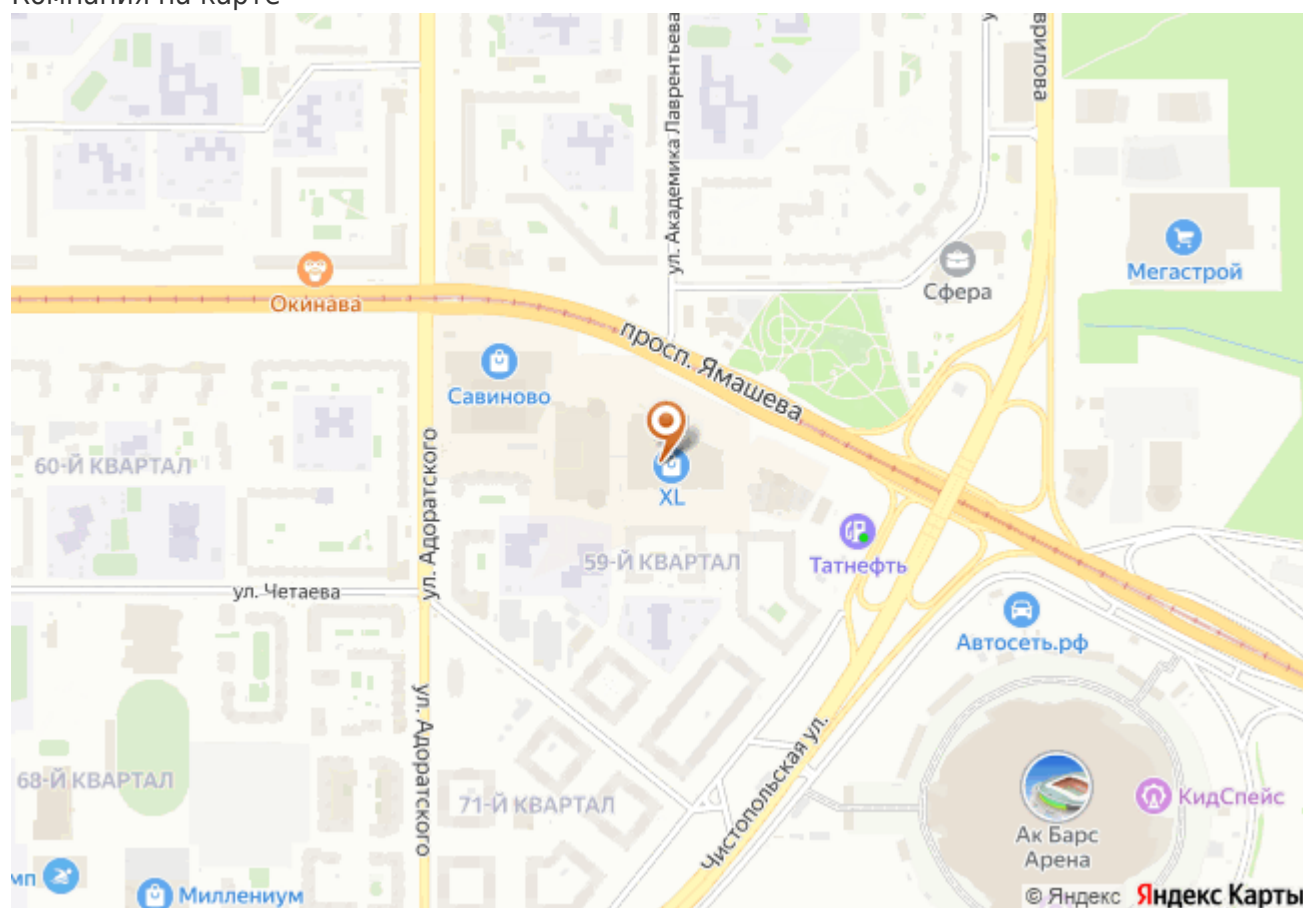 Компания на карте
ул. Академика Лаврентьева
Окинава
Сфера
Мегастрой
просп. Ямашева
Савиново
60-Й КВАРТАЛ
ул. Адоратского
XL
59-Й КВАРТАЛ
Татнефть
ул. Четаева
Автосеть.рф
ул. Адоратского
68-Й КВАРТАЛ
71-Й КВАРТАЛ
Чистопольская ул.
КидСпейс
Ак Барс
Арена
Миллениум
© Яндекс Яндекс Карты